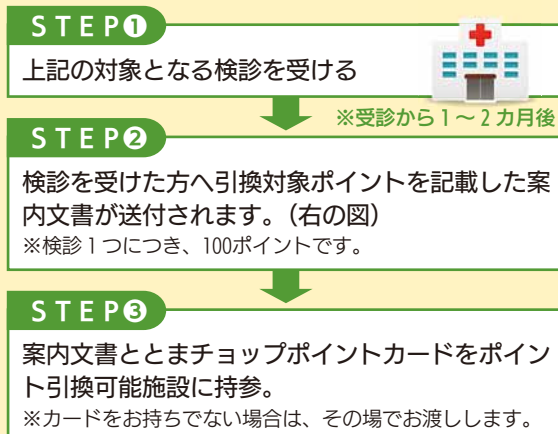 STEP❶
上記の対象となる検診を受ける
※受診から1～2カ月後
STEP❷
検診を受けた方へ引換対象ポイントを記載した案
内文書が送付されます。(右の図)
※検診1つにつき、100ポイントです。
STEP❸
案内文書ととまチョップポイントカードをポイン
ト引換可能施設に持参。
※カードをお持ちでない場合は、その場でお渡しします。